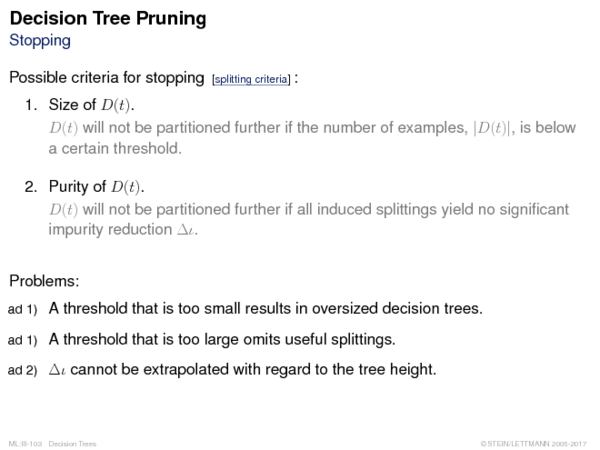 Decision Tree Pruning
Stopping
Possible criteria for stopping [splitting criteria] :
1. Size of D(t).
D(t) will not be partitioned further if the number of examples, |D(t)|, is below
a certain threshold.
2. Purity of D(t).
D(t) will not be partitioned further if all induced splittings yield no significant
impurity reduction Δι.
Problems:
ad 1) A threshold that is too small results in oversized decision trees.
ad 1) A threshold that is too large omits useful splittings.
ad 2) Δι cannot be extrapolated with regard to the tree height.
ML:III-103 Decision Trees © STEIN/LETTMANN 2005-2017